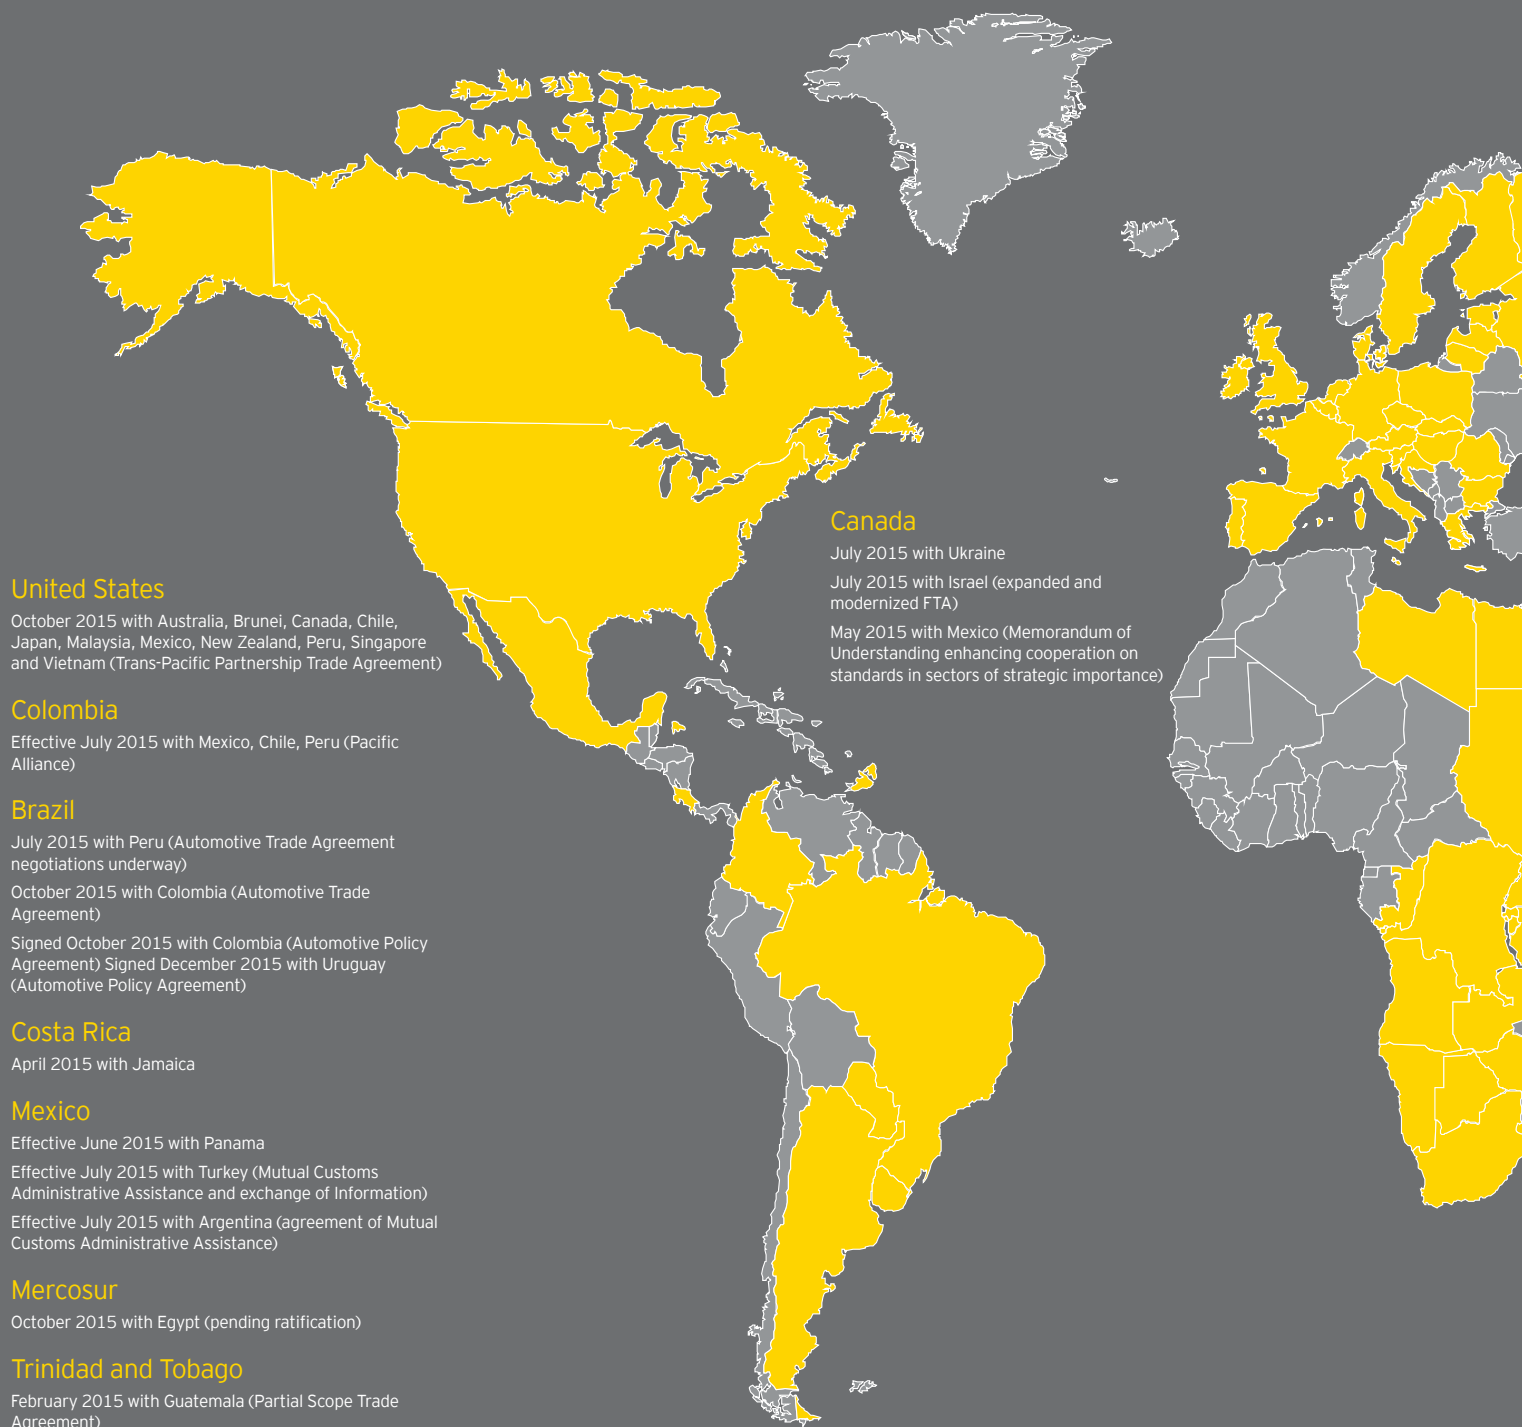 United States
October 2015 with Australia, Brunei, Canada, Chile,
Japan, Malaysia, Mexico, New Zealand, Peru, Singapore
and Vietnam (Trans-Pacific Partnership Trade Agreement)
Colombia
Effective July 2015 with Mexico, Chile, Peru (Pacific
Alliance)
Brazil
July 2015 with Peru (Automotive Trade Agreement
negotiations underway)
October 2015 with Colombia (Automotive Trade
Agreement)
Signed October 2015 with Colombia (Automotive Policy
Agreement) Signed December 2015 with Uruguay
(Automotive Policy Agreement)
Costa Rica
April 2015 with Jamaica
Mexico
Effective June 2015 with Panama
Effective July 2015 with Turkey (Mutual Customs
Administrative Assistance and exchange of Information)
Effective July 2015 with Argentina (agreement of Mutual
Customs Administrative Assistance)
Mercosur
October 2015 with Egypt (pending ratification)
Trinidad and Tobago
February 2015 with Guatemala (Partial Scope Trade
Agreement)
Canada
July 2015 with Ukraine
July 2015 with Israel (expanded and
modernized FTA)
May 2015 with Mexico (Memorandum of
Understanding enhancing cooperation on
standards in sectors of strategic importance)